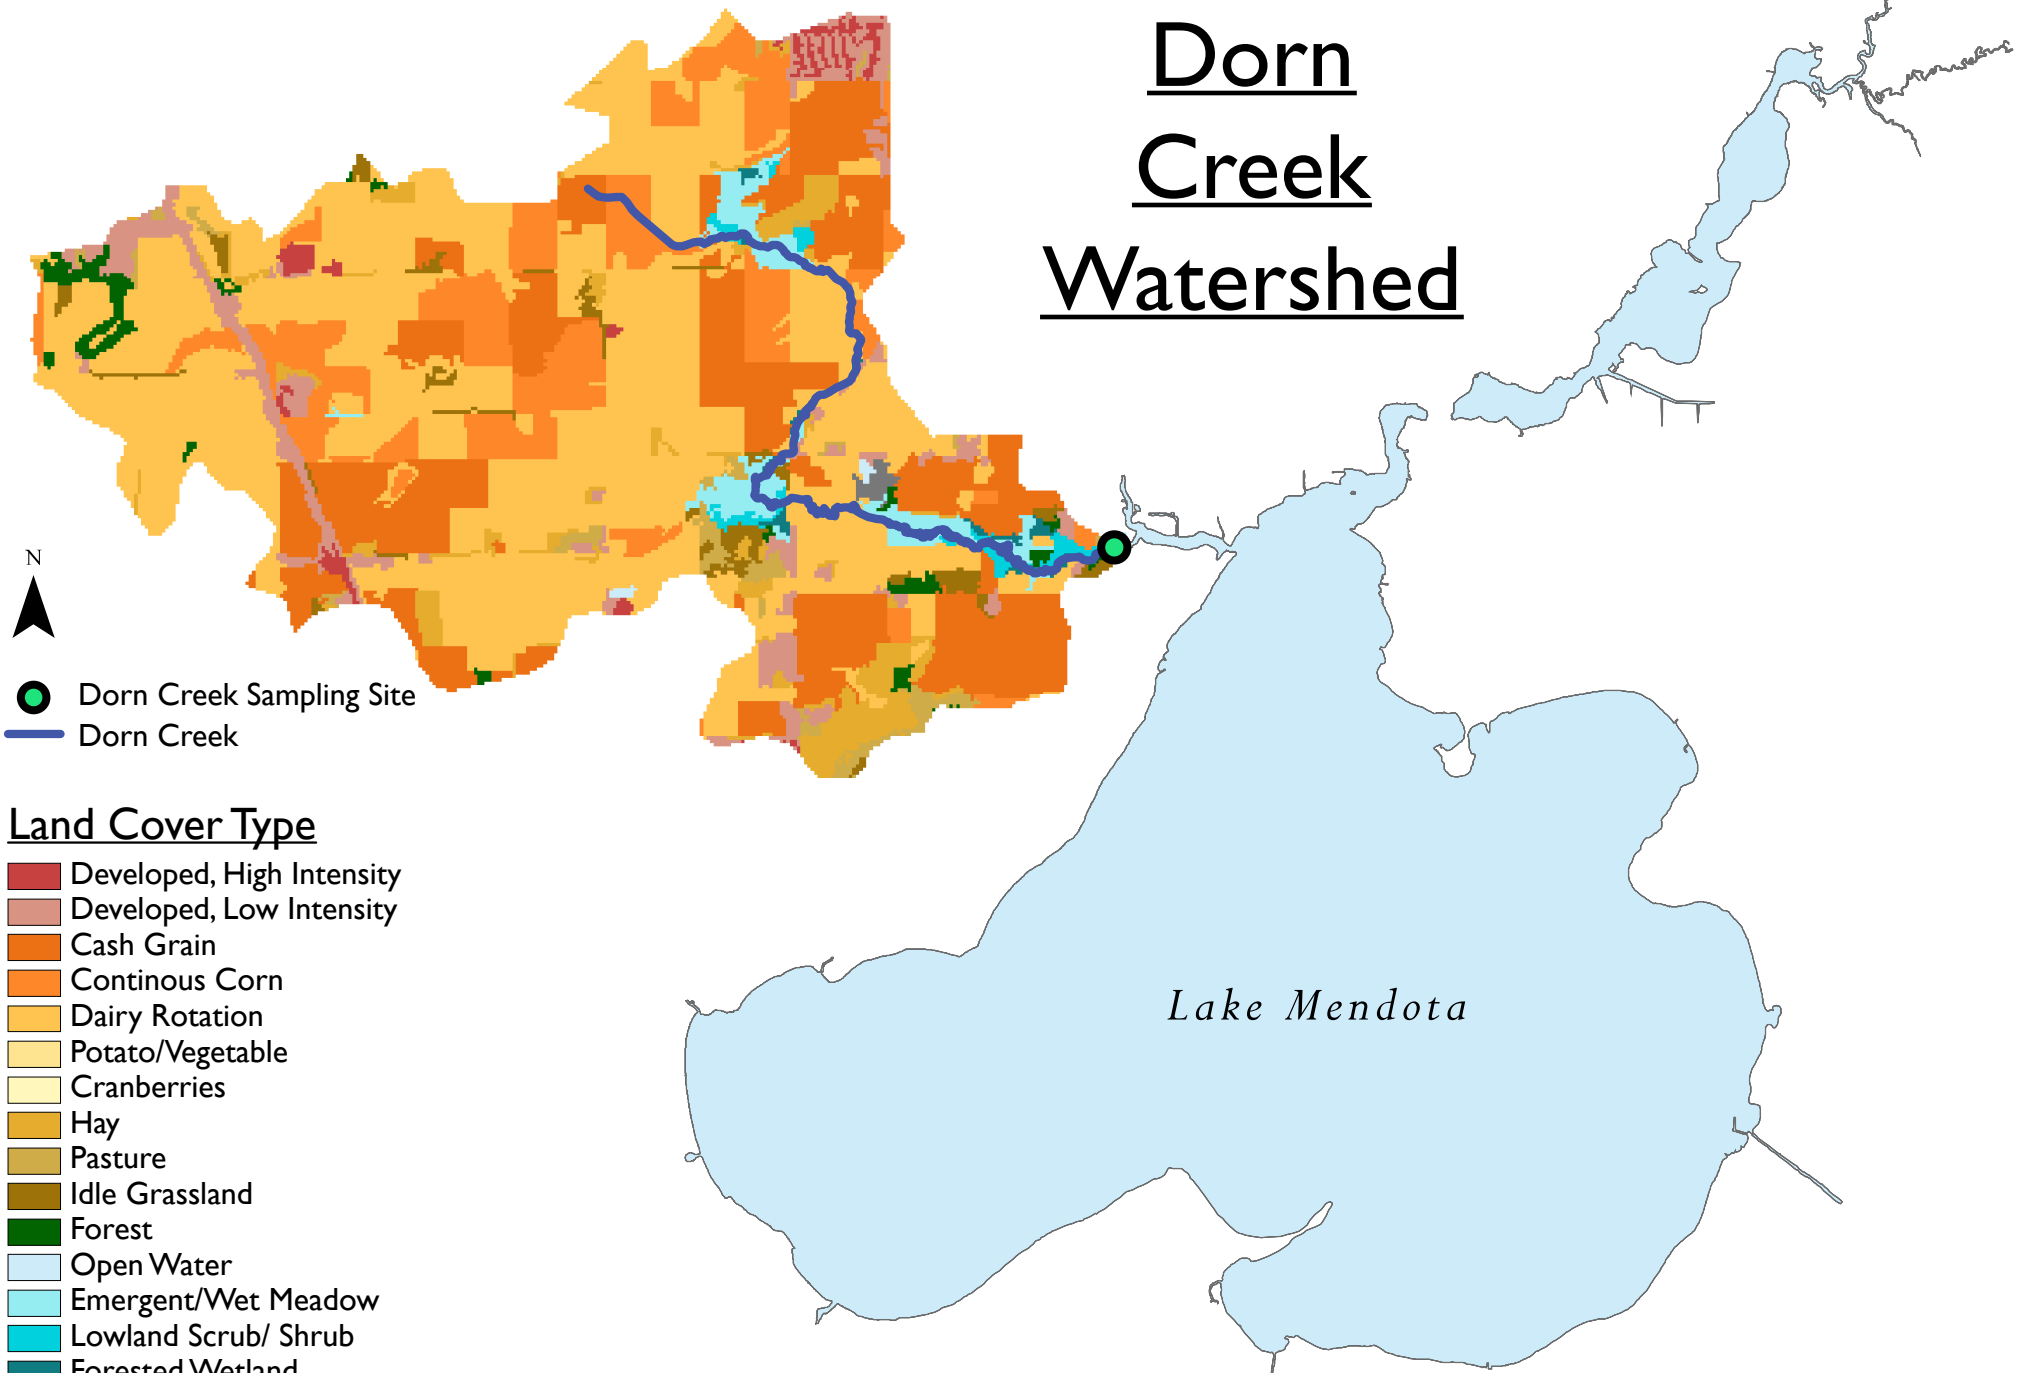 Dorn
Creek
Watershed
N
Dorn Creek Sampling Site
Dorn Creek
Land Cover Type
Developed, High Intensity
Developed, Low Intensity
Cash Grain
Continous Corn
Dairy Rotation
Potato/Vegetable
Cranberries
Hay
Pasture
Idle Grassland
Forest
Open Water
Emergent/Wet Meadow
Lowland Scrub/ Shrub
Forested Wetland
Lake Mendota